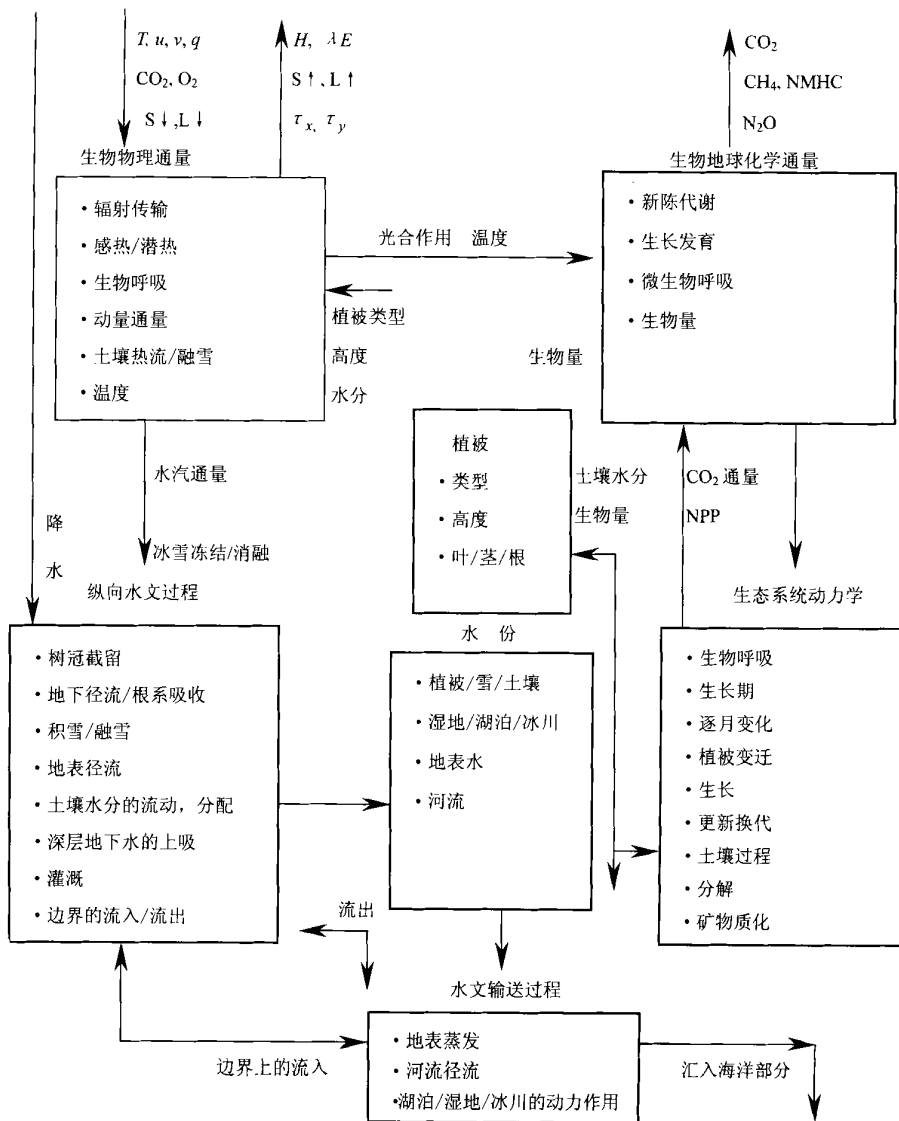 T, u, v, q
CO₂, O₂
S↓,L↓
H, λE
S↑, L↑
τₓ, τ_y
CO₂
CH₄, NMHC
N₂O
生物物理通量
·辐射传输
·感热/潜热
·生物呼吸
·动量通量
·土壤热流/融雪
·温度
光合作用 温度
植被类型
高度
水分
生物地球化学通量
·新陈代谢
·生长发育
·微生物呼吸
·生物量
生物量
水汽通量
冰雪冻结/消融
降
水
植被
·类型
·高度
·叶/茎/根
土壤水分
生物量
CO₂通量
NPP
纵向水文过程
·树冠截留
·地下径流/根系吸收
·积雪/融雪
·地表径流
·土壤水分的流动，分配
·深层地下水的上吸
·灌溉
·边界的流入/流出
水 份
·植被/雪/土壤
·湿地/湖泊/冰川
·地表水
·河流
生态系统动力学
·生物呼吸
·生长期
·逐月变化
·植被变迁
·生长
·更新换代
·土壤过程
·分解
·矿物质化
流出
水文输送过程
·地表蒸发
·河流径流
·湖泊/湿地/冰川的动力作用
边界上的流入
汇入海洋部分